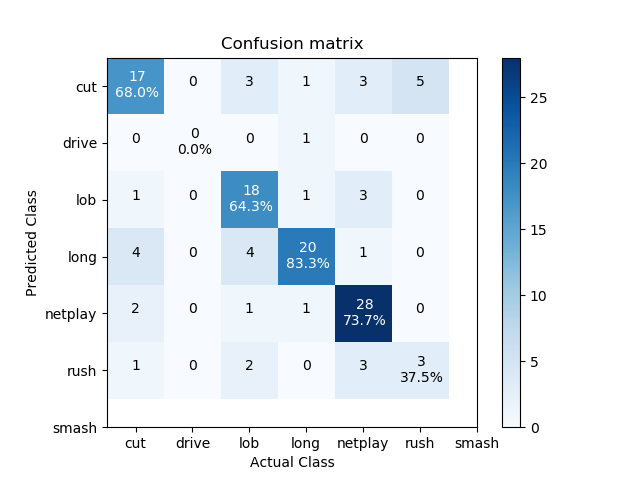 Confusion matrix
Predicted Class
cut 17 0 3 1 3 5
68.0%
drive 0 0 0 1 0 0
0.0%
lob 1 0 18 1 3 0
64.3%
long 4 0 4 20 1 0
83.3%
netplay 2 0 1 1 28 0
73.7%
rush 1 0 2 0 3 3
37.5%
smash
cut drive lob long netplay rush smash
Actual Class
25
20
15
10
5
0